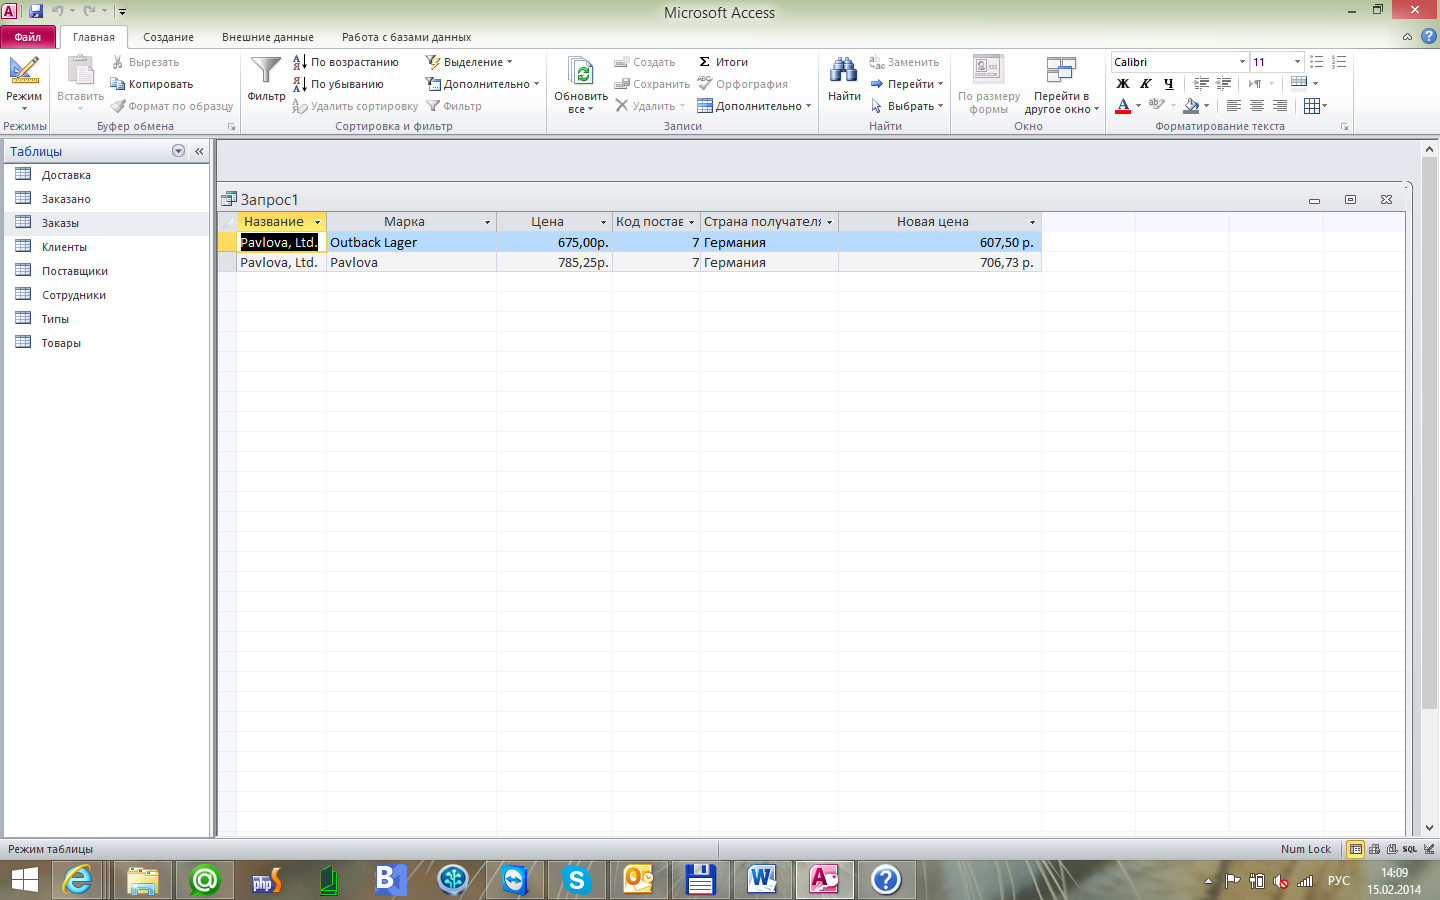 Microsoft Access
Файл Главная Создание Внешние данные Работа с базами данных
Режим
Режимы
Вставить
Вырезать
Копировать
Формат по образцу
Буфер обмена
Фильтр
По возрастанию
По убыванию
Удалить сортировку
Выделение
Дополнительно
Фильтр
Сортировка и фильтр
Обновить
все
Создать
Сохранить
Удалить
Итоги
Орфография
Дополнительно
Записи
Найти
Заменить
Перейти
Выбрать
Найти
По размеру
формы
Перейти в
другое окно
Окно
Calibri 11
Ж К Ч
Форматирование текста
Таблицы
Доставка
Заказано
Заказы
Клиенты
Поставщики
Сотрудники
Типы
Товары
Запрос1
Название Марка Цена Код постав Страна получателя Новая цена
Pavlova, Ltd. Outback Lager 675,00р. 7 Германия 607,50 р.
Pavlova, Ltd. Pavlova 785,25р. 7 Германия 706,73 р.
Режим таблицы
Num Lock
SQL
РУС
14:09
15.02.2014